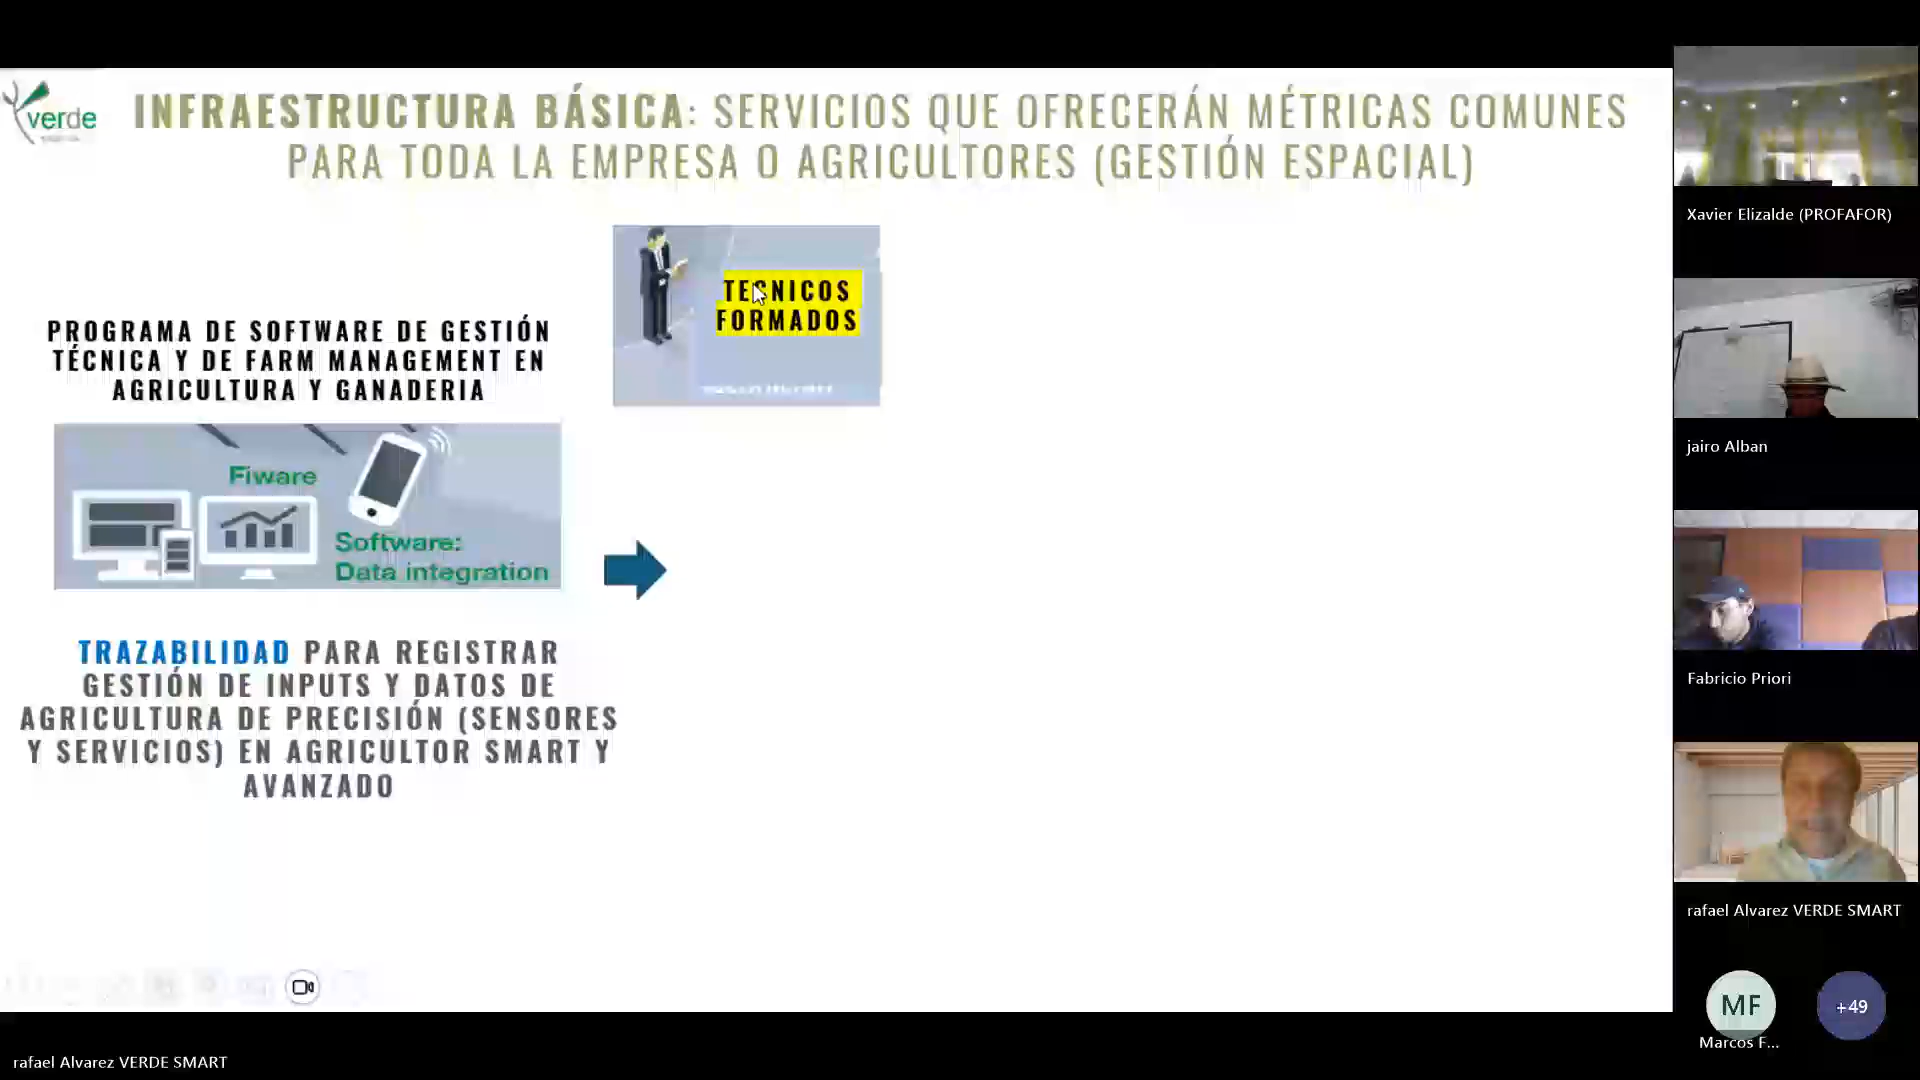 verde
INFRAESTRUCTURA BÁSICA: SERVICIOS QUE OFRECERÁN MÉTRICAS COMUNES
PARA TODA LA EMPRESA O AGRICULTORES (GESTIÓN ESPACIAL)
TECNICOS
FORMADOS
PROGRAMA DE SOFTWARE DE GESTIÓN
TÉCNICA Y DE FARM MANAGEMENT EN
AGRICULTURA Y GANADERIA
Fiware
Software:
Data integration
TRAZABILIDAD PARA REGISTRAR
GESTIÓN DE INPUTS Y DATOS DE
AGRICULTURA DE PRECISIÓN (SENSORES
Y SERVICIOS) EN AGRICULTOR SMART Y
AVANZADO
rafael Alvarez VERDE SMART
Xavier Elizalde (PROFAFOR)
jairo Alban
Fabricio Priori
rafael Alvarez VERDE SMART
MF
Marcos F...
+49